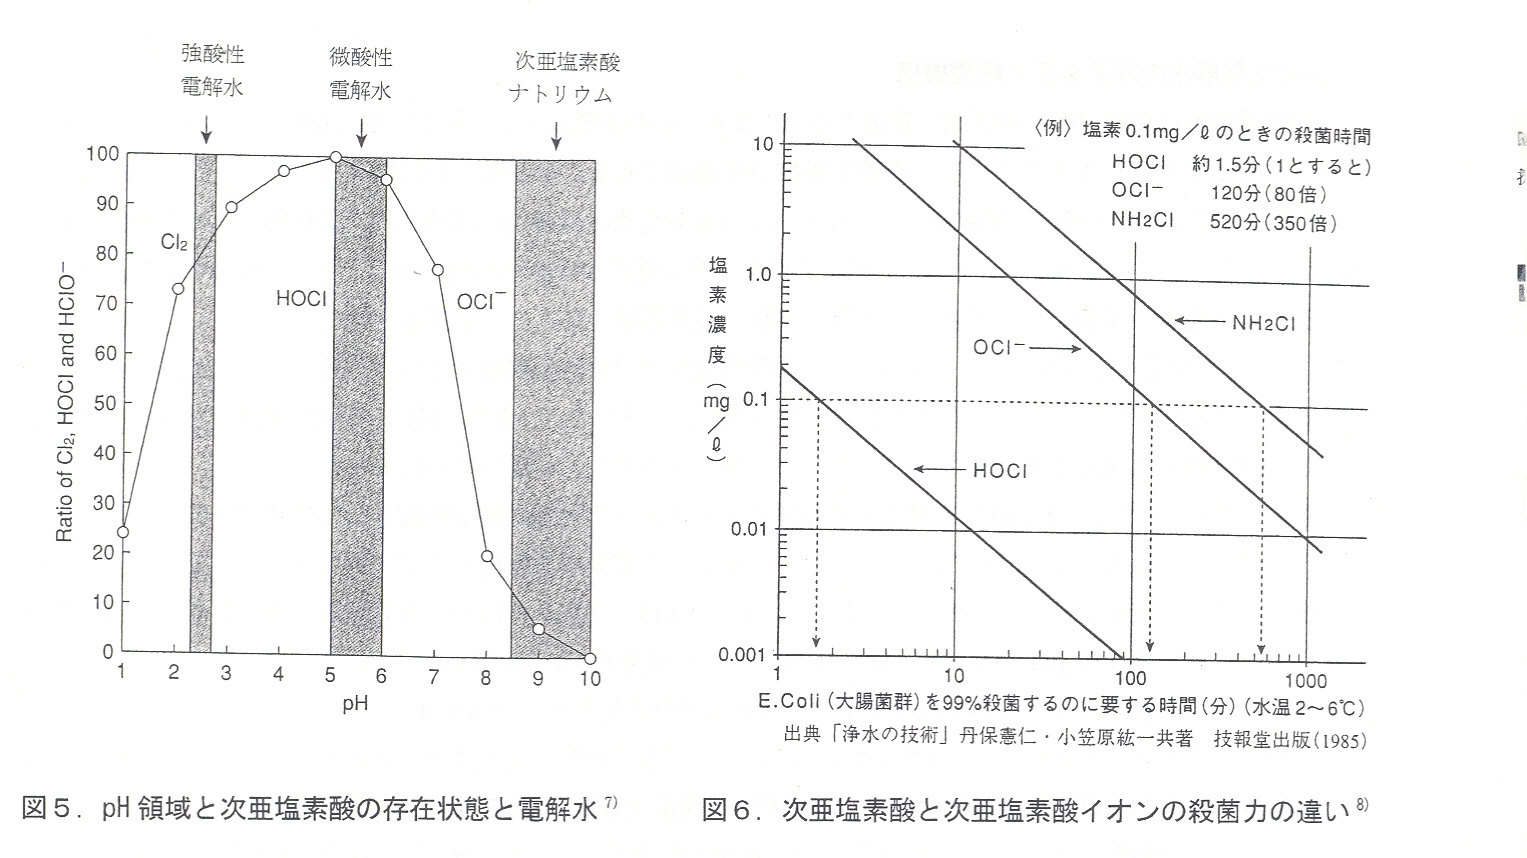 強酸性
電解水
微酸性
電解水
次亜塩素酸
ナトリウム
100
90
80
70
60
50
40
30
20
10
0
Ratio of Cl₂, HOCl and HClO⁻
Cl₂
HOCl
OCl⁻
1 2 3 4 5 6 7 8 9 10
pH
図5. pH領域と次亜塩素酸の存在状態と電解水 7)
〈例〉塩素0.1mg/ℓのときの殺菌時間
HOCl 約1.5分(1とすると)
OCl⁻ 120分(80倍)
NH2Cl 520分(350倍)
塩素濃度(mg/ℓ)
10
1.0
0.1
0.01
0.001
NH2Cl
OCl⁻
HOCl
1 10 100 1000
E.Coli(大腸菌群)を99%殺菌するのに要する時間(分)(水温2〜6℃)
出典「浄水の技術」丹保憲仁・小笠原紘一共著 技報堂出版(1985)
図6. 次亜塩素酸と次亜塩素酸イオンの殺菌力の違い 8)